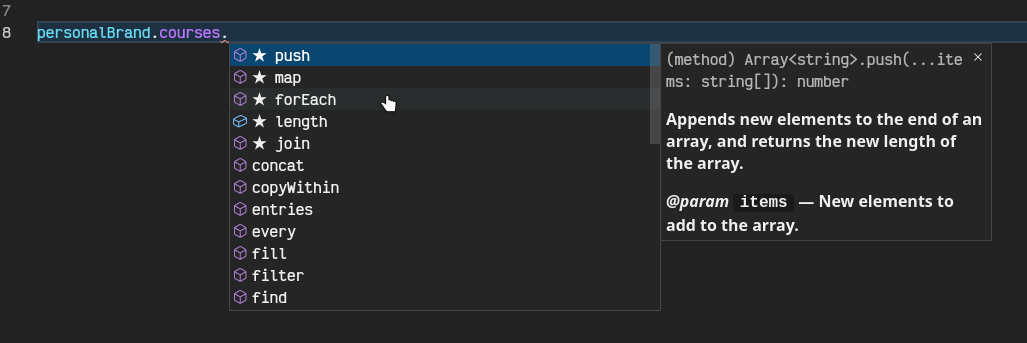 7
8 personalBrand.courses.
★ push
★ map
★ forEach
★ length
★ join
concat
copyWithin
entries
every
fill
filter
find
(method) Array<string>.push(...ite
ms: string[]): number
Appends new elements to the end of an
array, and returns the new length of
the array.
@param items — New elements to
add to the array.